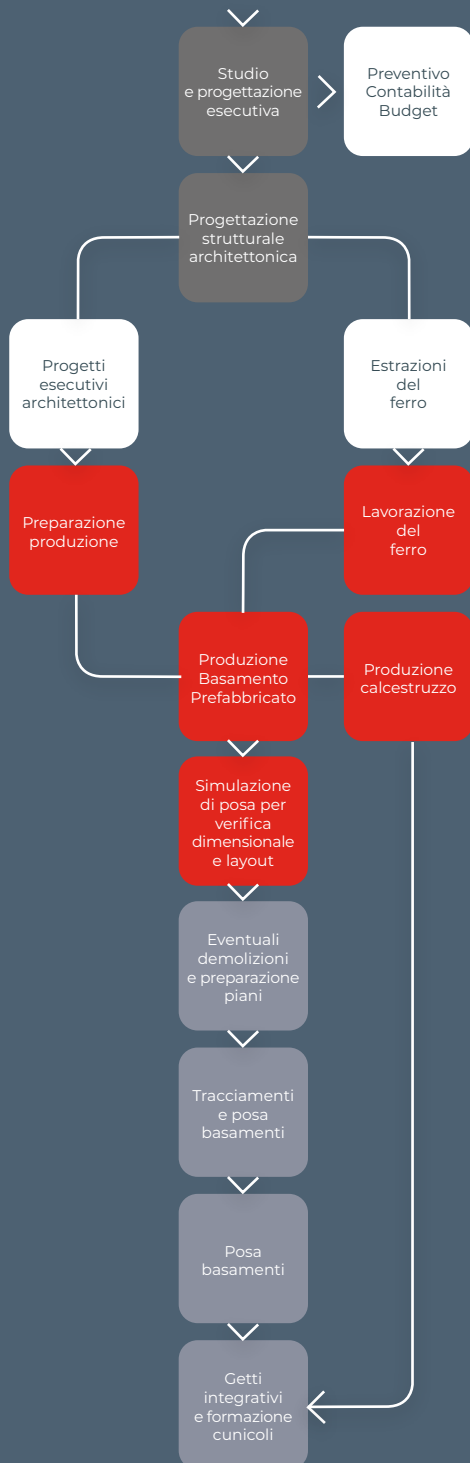 Studio
e progettazione
esecutiva
Preventivo
Contabilità
Budget
Progettazione
strutturale
architettonica
Progetti
esecutivi
architettonici
Estrazioni
del
ferro
Preparazione
produzione
Lavorazione
del
ferro
Produzione
Basamento
Prefabbricato
Produzione
calcestruzzo
Simulazione
di posa per
verifica
dimensionale
e layout
Eventuali
demolizioni
e preparazione
piani
Tracciamenti
e posa
basamenti
Posa
basamenti
Getti
integrativi
e formazione
cunicoli